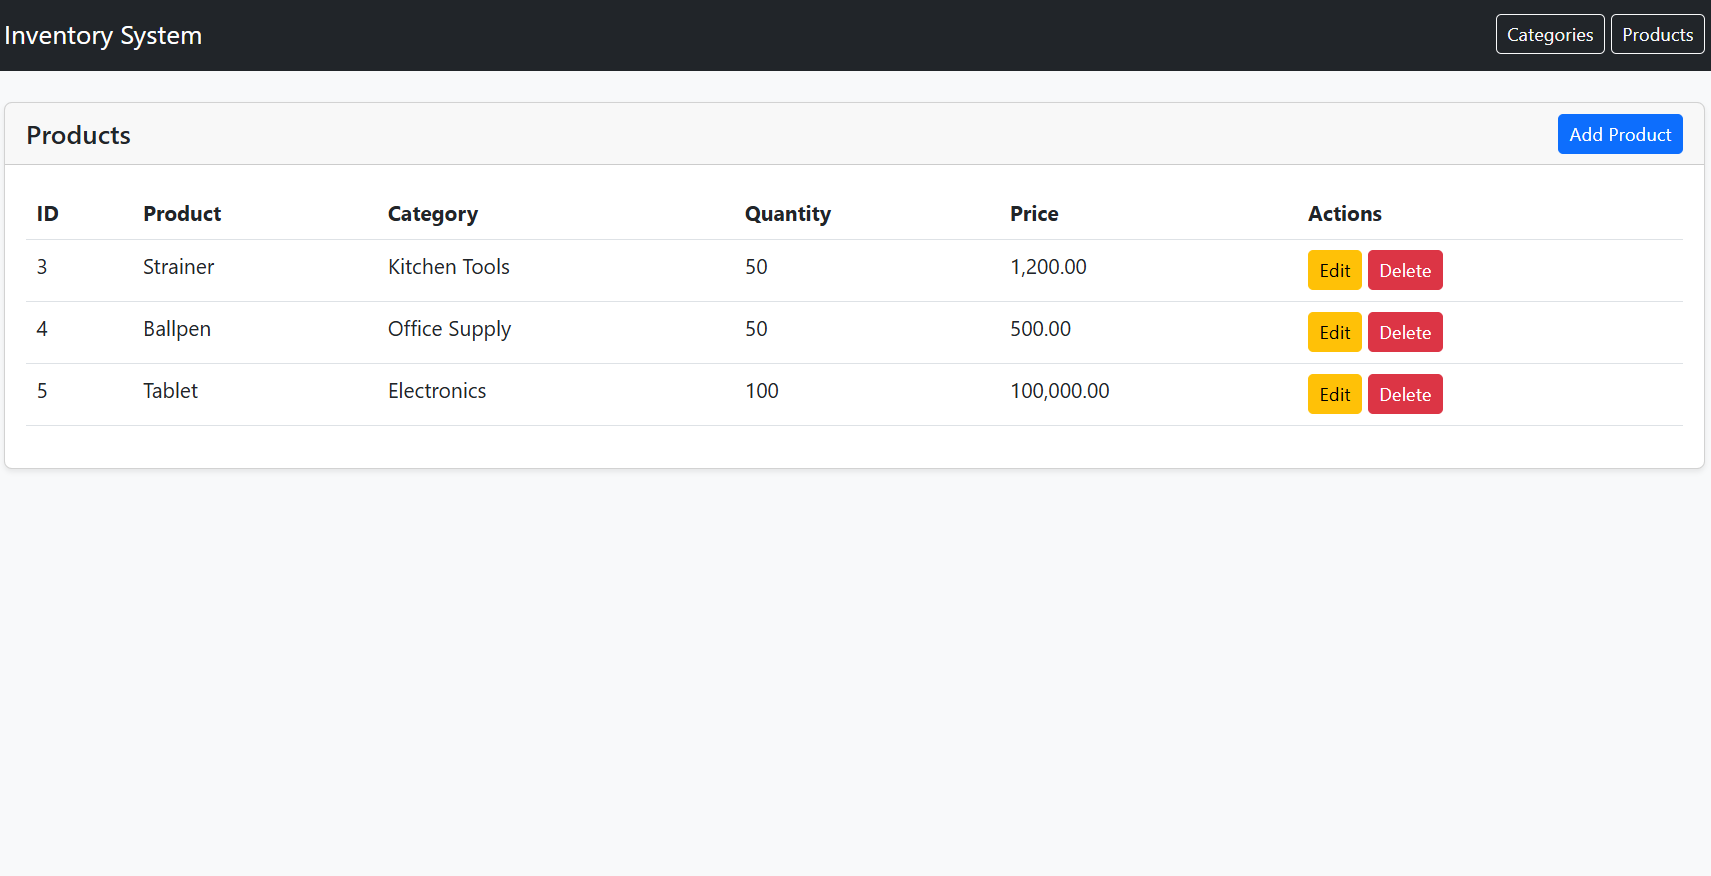 Inventory System Categories Products
Products Add Product
ID Product Category Quantity Price Actions
3 Strainer Kitchen Tools 50 1,200.00 Edit Delete
4 Ballpen Office Supply 50 500.00 Edit Delete
5 Tablet Electronics 100 100,000.00 Edit Delete